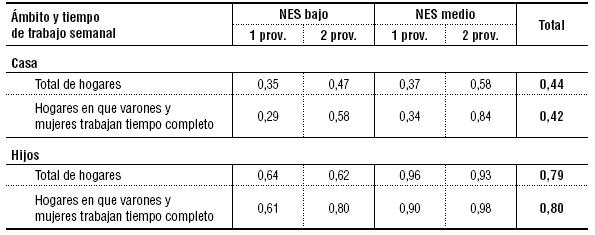 Ámbito y tiempo de trabajo semanal NES bajo NES medio Total
1 prov. 2 prov. 1 prov. 2 prov.
Casa
Total de hogares 0,35 0,47 0,37 0,58 0,44
Hogares en que varones y
mujeres trabajan tiempo completo 0,29 0,58 0,34 0,84 0,42
Hijos
Total de hogares 0,64 0,62 0,96 0,93 0,79
Hogares en que varones y
mujeres trabajan tiempo completo 0,61 0,80 0,90 0,98 0,80